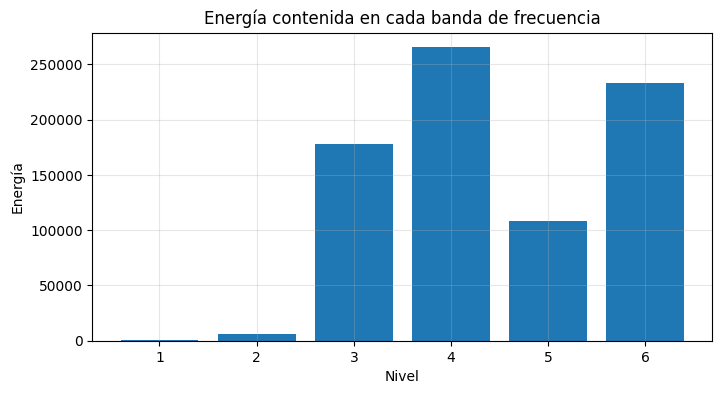 Energía contenida en cada banda de frecuencia
250000
200000
150000
100000
50000
0
Energía
1 2 3 4 5 6
Nivel